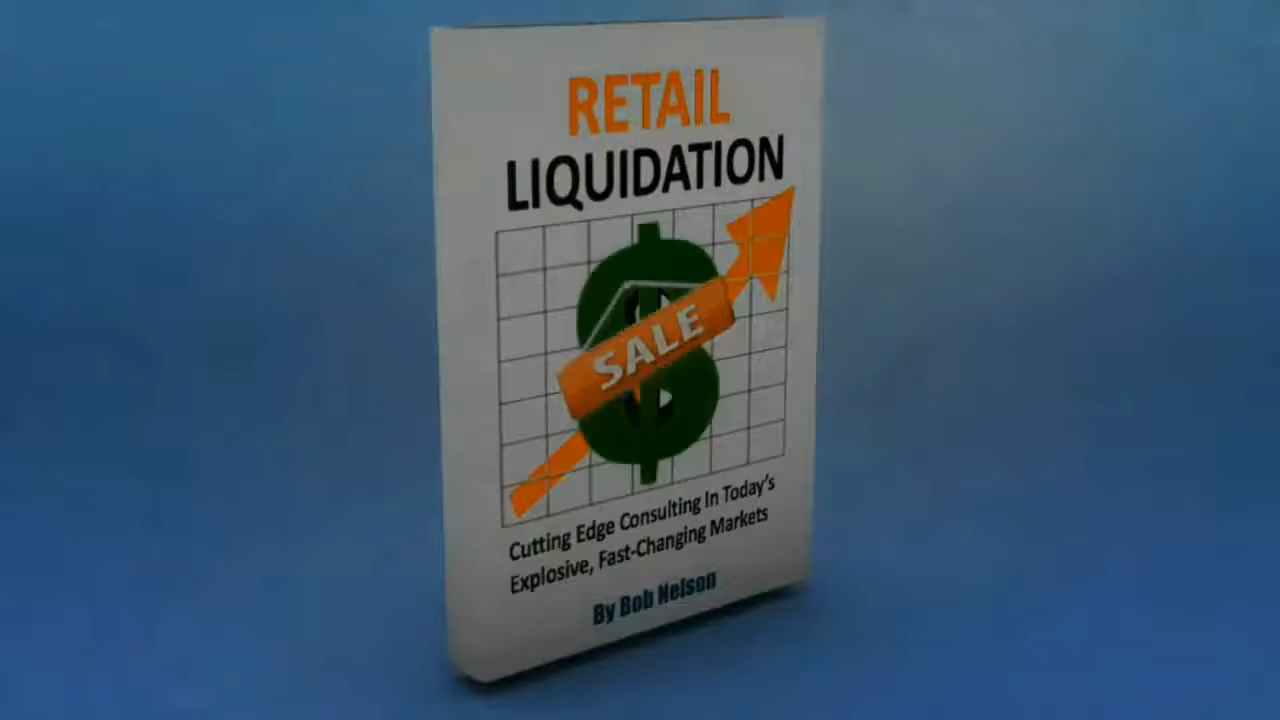 RETAIL
LIQUIDATION
SALE
Cutting Edge Consulting In Today's
Explosive, Fast-Changing Markets
By Bob Nelson